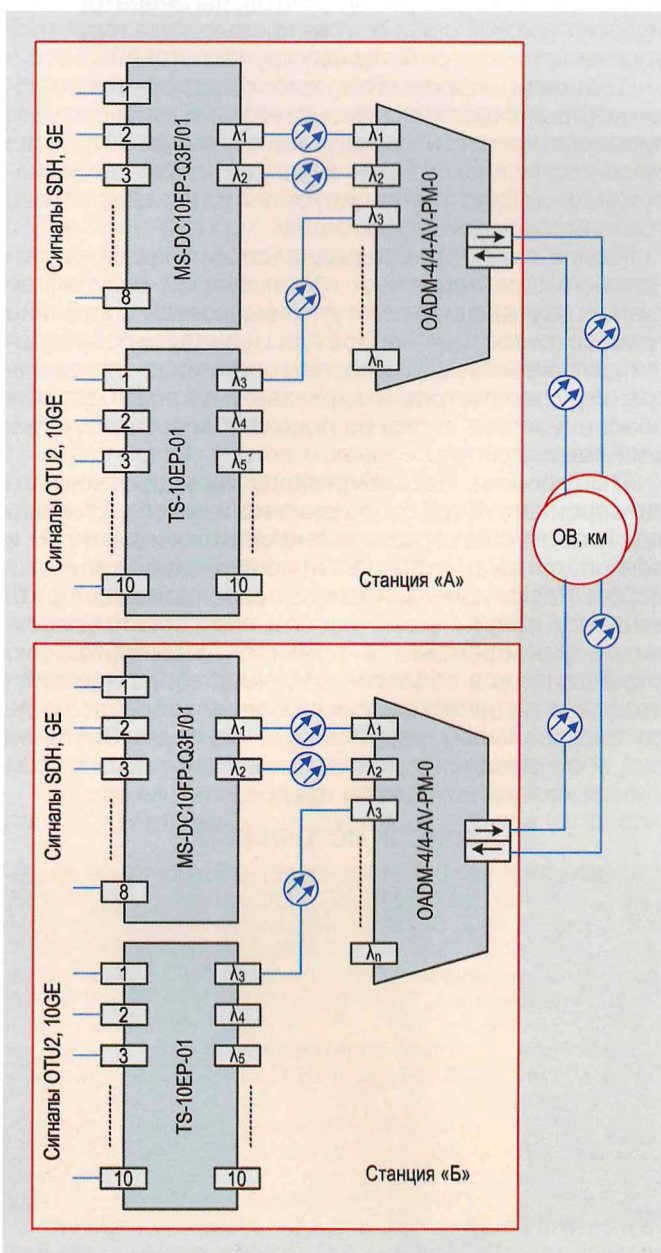 Сигналы SDH, GE
1
2
3
8
MS-DC10FP-Q3F/01
λ1
λ2
λ1
λ2
λ3
λn
OADM-4/4-AV-PM-0
Сигналы OTU2, 10GE
1
2
3
10
TS-10EP-01
λ3
λ4
λ5
10
Станция «А»
ОВ, км
Сигналы SDH, GE
1
2
3
8
MS-DC10FP-Q3F/01
λ1
λ2
λ1
λ2
λ3
λn
OADM-4/4-AV-PM-0
Сигналы OTU2, 10GE
1
2
3
10
TS-10EP-01
λ3
λ4
λ5
10
Станция «Б»